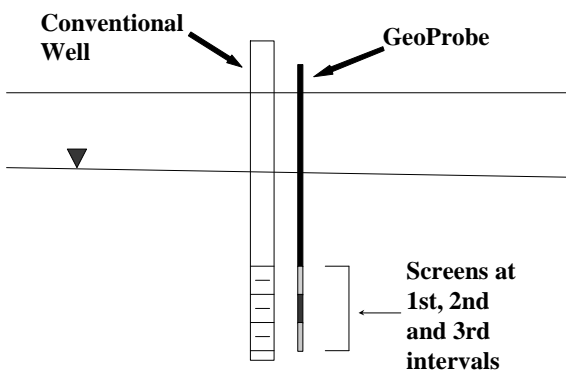 Conventional
Well
GeoProbe
Screens at
1st, 2nd
and 3rd
intervals